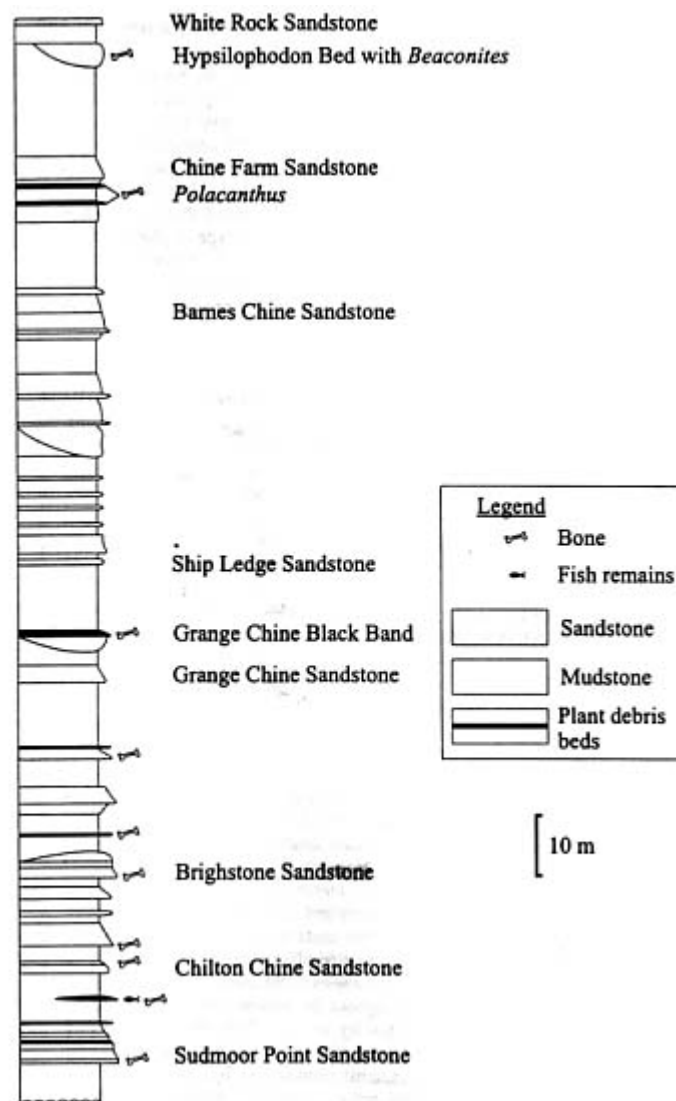 White Rock Sandstone
Hypsilophodon Bed with Beaconites
Chine Farm Sandstone
Polacanthus
Barnes Chine Sandstone
Ship Ledge Sandstone
Grange Chine Black Band
Grange Chine Sandstone
Brighstone Sandstone
Chilton Chine Sandstone
Sudmoor Point Sandstone
Legend
Bone
Fish remains
Sandstone
Mudstone
Plant debris
beds
10 m